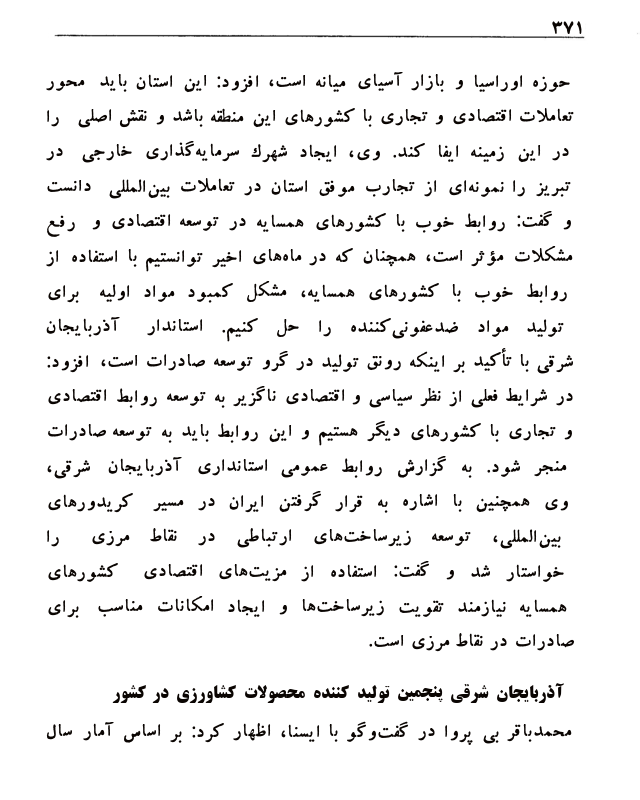 ۳۷۱
حوزه اوراسیا و بازار آسیای میانه است، افزود: این استان باید محور
تعاملات اقتصادی و تجاری با کشورهای این منطقه باشد و نقش اصلی را
در این زمینه ایفا کند. وی، ایجاد شهرك سرمایه‌گذاری خارجی در
تبریز را نمونه‌ای از تجارب موفق استان در تعاملات بین‌المللی دانست
و گفت: روابط خوب با کشورهای همسایه در توسعه اقتصادی و رفع
مشکلات مؤثر است، همچنان که در ماه‌های اخیر توانستیم با استفاده از
روابط خوب با کشورهای همسایه، مشکل کمبود مواد اولیه برای
تولید مواد ضدعفونی‌کننده را حل کنیم. استاندار آذربایجان
شرقی با تأکید بر اینکه رونق تولید در گرو توسعه صادرات است، افزود:
در شرایط فعلی از نظر سیاسی و اقتصادی ناگزیر به توسعه روابط اقتصادی
و تجاری با کشورهای دیگر هستیم و این روابط باید به توسعه صادرات
منجر شود. به گزارش روابط عمومی استانداری آذربایجان شرقی،
وی همچنین با اشاره به قرار گرفتن ایران در مسیر کریدورهای
بین‌المللی، توسعه زیرساخت‌های ارتباطی در نقاط مرزی را
خواستار شد و گفت: استفاده از مزیت‌های اقتصادی کشورهای
همسایه نیازمند تقویت زیرساخت‌ها و ایجاد امکانات مناسب برای
صادرات در نقاط مرزی است.
آذربایجان شرقی پنجمین تولید کننده محصولات کشاورزی در کشور
محمدباقر بی پروا در گفت‌وگو با ایسنا، اظهار کرد: بر اساس آمار سال